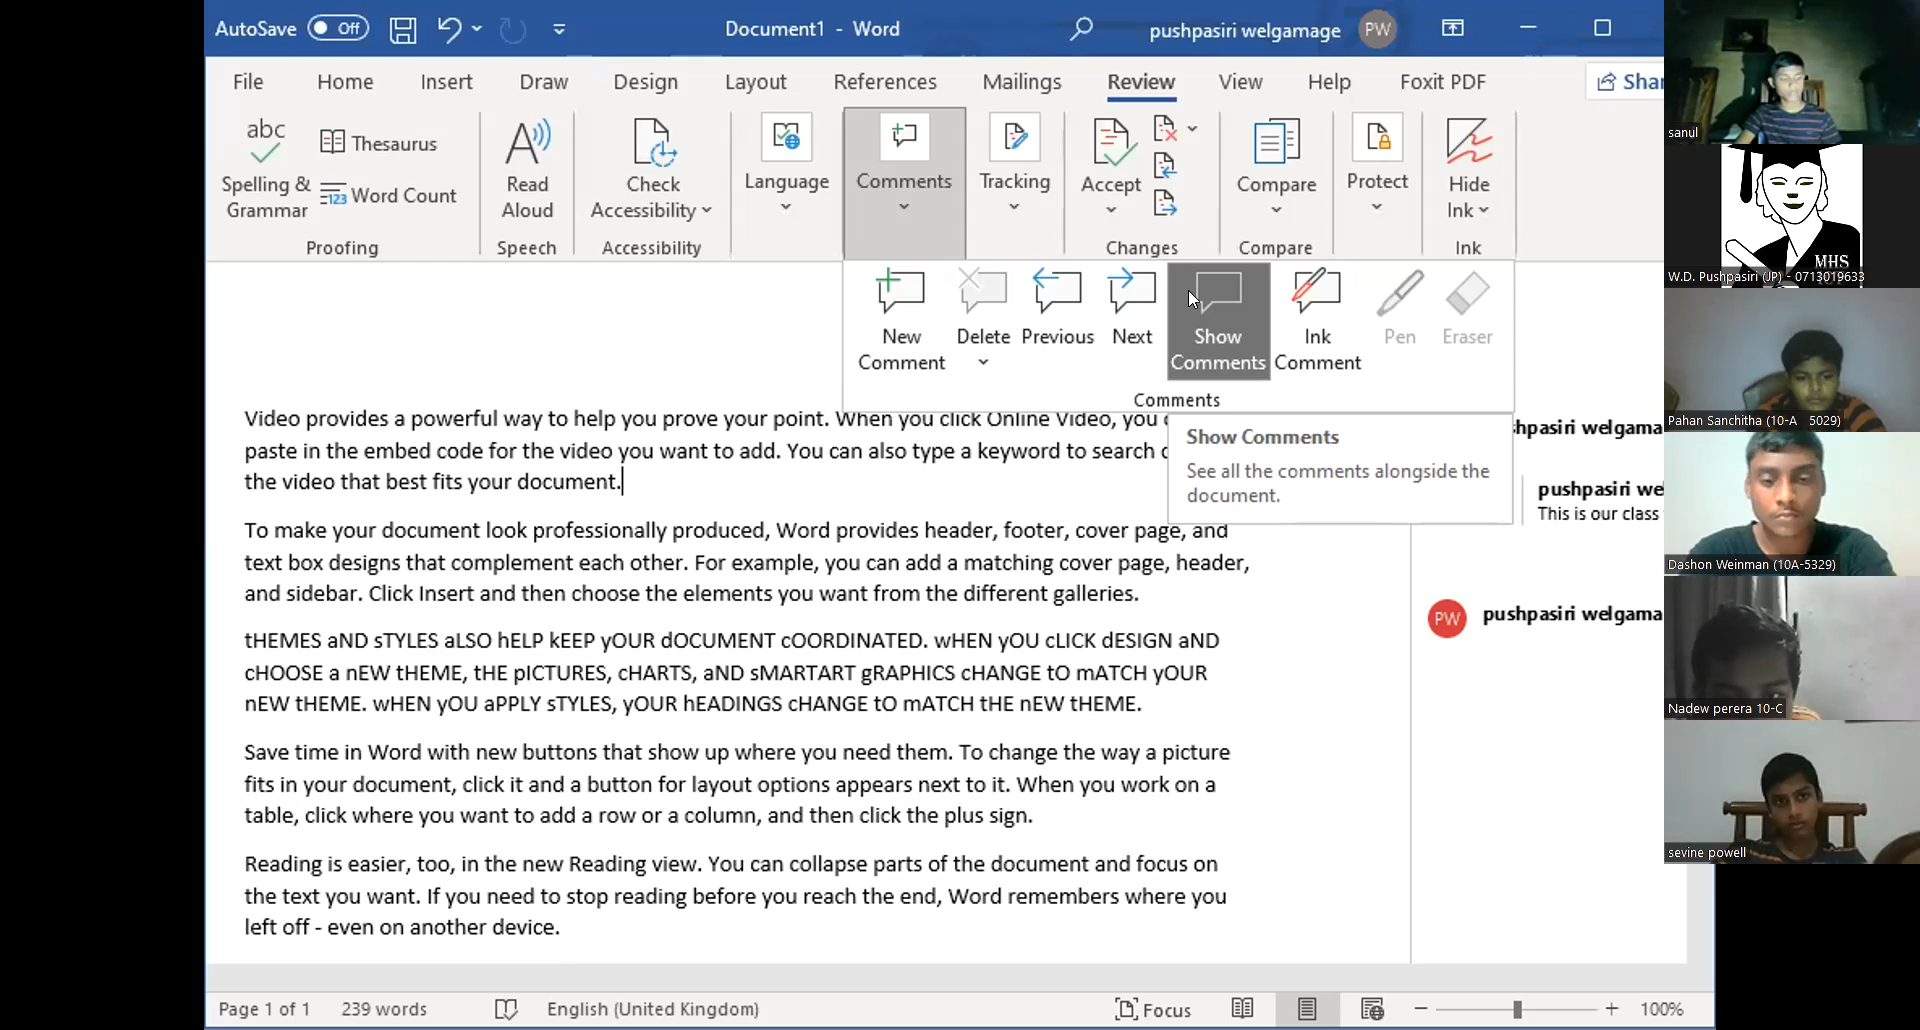 AutoSave Off Document1 - Word pushpasiri welgamage PW
File Home Insert Draw Design Layout References Mailings Review View Help Foxit PDF
abc Spelling & Grammar
Thesaurus
123 Word Count
Proofing
A Read Aloud
Speech
Check Accessibility
Accessibility
Language
Comments
Tracking
Accept
Changes
Compare
Compare
Protect
Hide Ink
Ink
New Comment
Delete
Previous
Next
Show Comments
Ink Comment
Pen
Eraser
Comments
Show Comments
See all the comments alongside the
document.
Video provides a powerful way to help you prove your point. When you click Online Video, you
paste in the embed code for the video you want to add. You can also type a keyword to search
the video that best fits your document.
To make your document look professionally produced, Word provides header, footer, cover page, and
text box designs that complement each other. For example, you can add a matching cover page, header,
and sidebar. Click Insert and then choose the elements you want from the different galleries.
tHEMES aND sTYLES aLSO hELP kEEP yOUR dOCUMENT cOORDINATED. wHEN yOU cLICK dESIGN aND
cHOOSE a nEW tHEME, tHE pICTURES, cHARTS, aND sMARTART gRAPHICS cHANGE tO mATCH yOUR
nEW tHEME. wHEN yOU aPPLY sTYLES, yOUR hEADINGS cHANGE tO mATCH THE nEW tHEME.
Save time in Word with new buttons that show up where you need them. To change the way a picture
fits in your document, click it and a button for layout options appears next to it. When you work on a
table, click where you want to add a row or a column, and then click the plus sign.
Reading is easier, too, in the new Reading view. You can collapse parts of the document and focus on
the text you want. If you need to stop reading before you reach the end, Word remembers where you
left off - even on another device.
pushpasiri we
This is our class
PW pushpasiri welgama
Page 1 of 1 239 words English (United Kingdom) Focus 100%
sanul
MHS
W.D. Pushpasiri (JP) - 0713019633
Pahan Sanchitha (10-A 5029)
Dashon Weinman (10A-5329)
Nadew perera 10-C
sevine powell